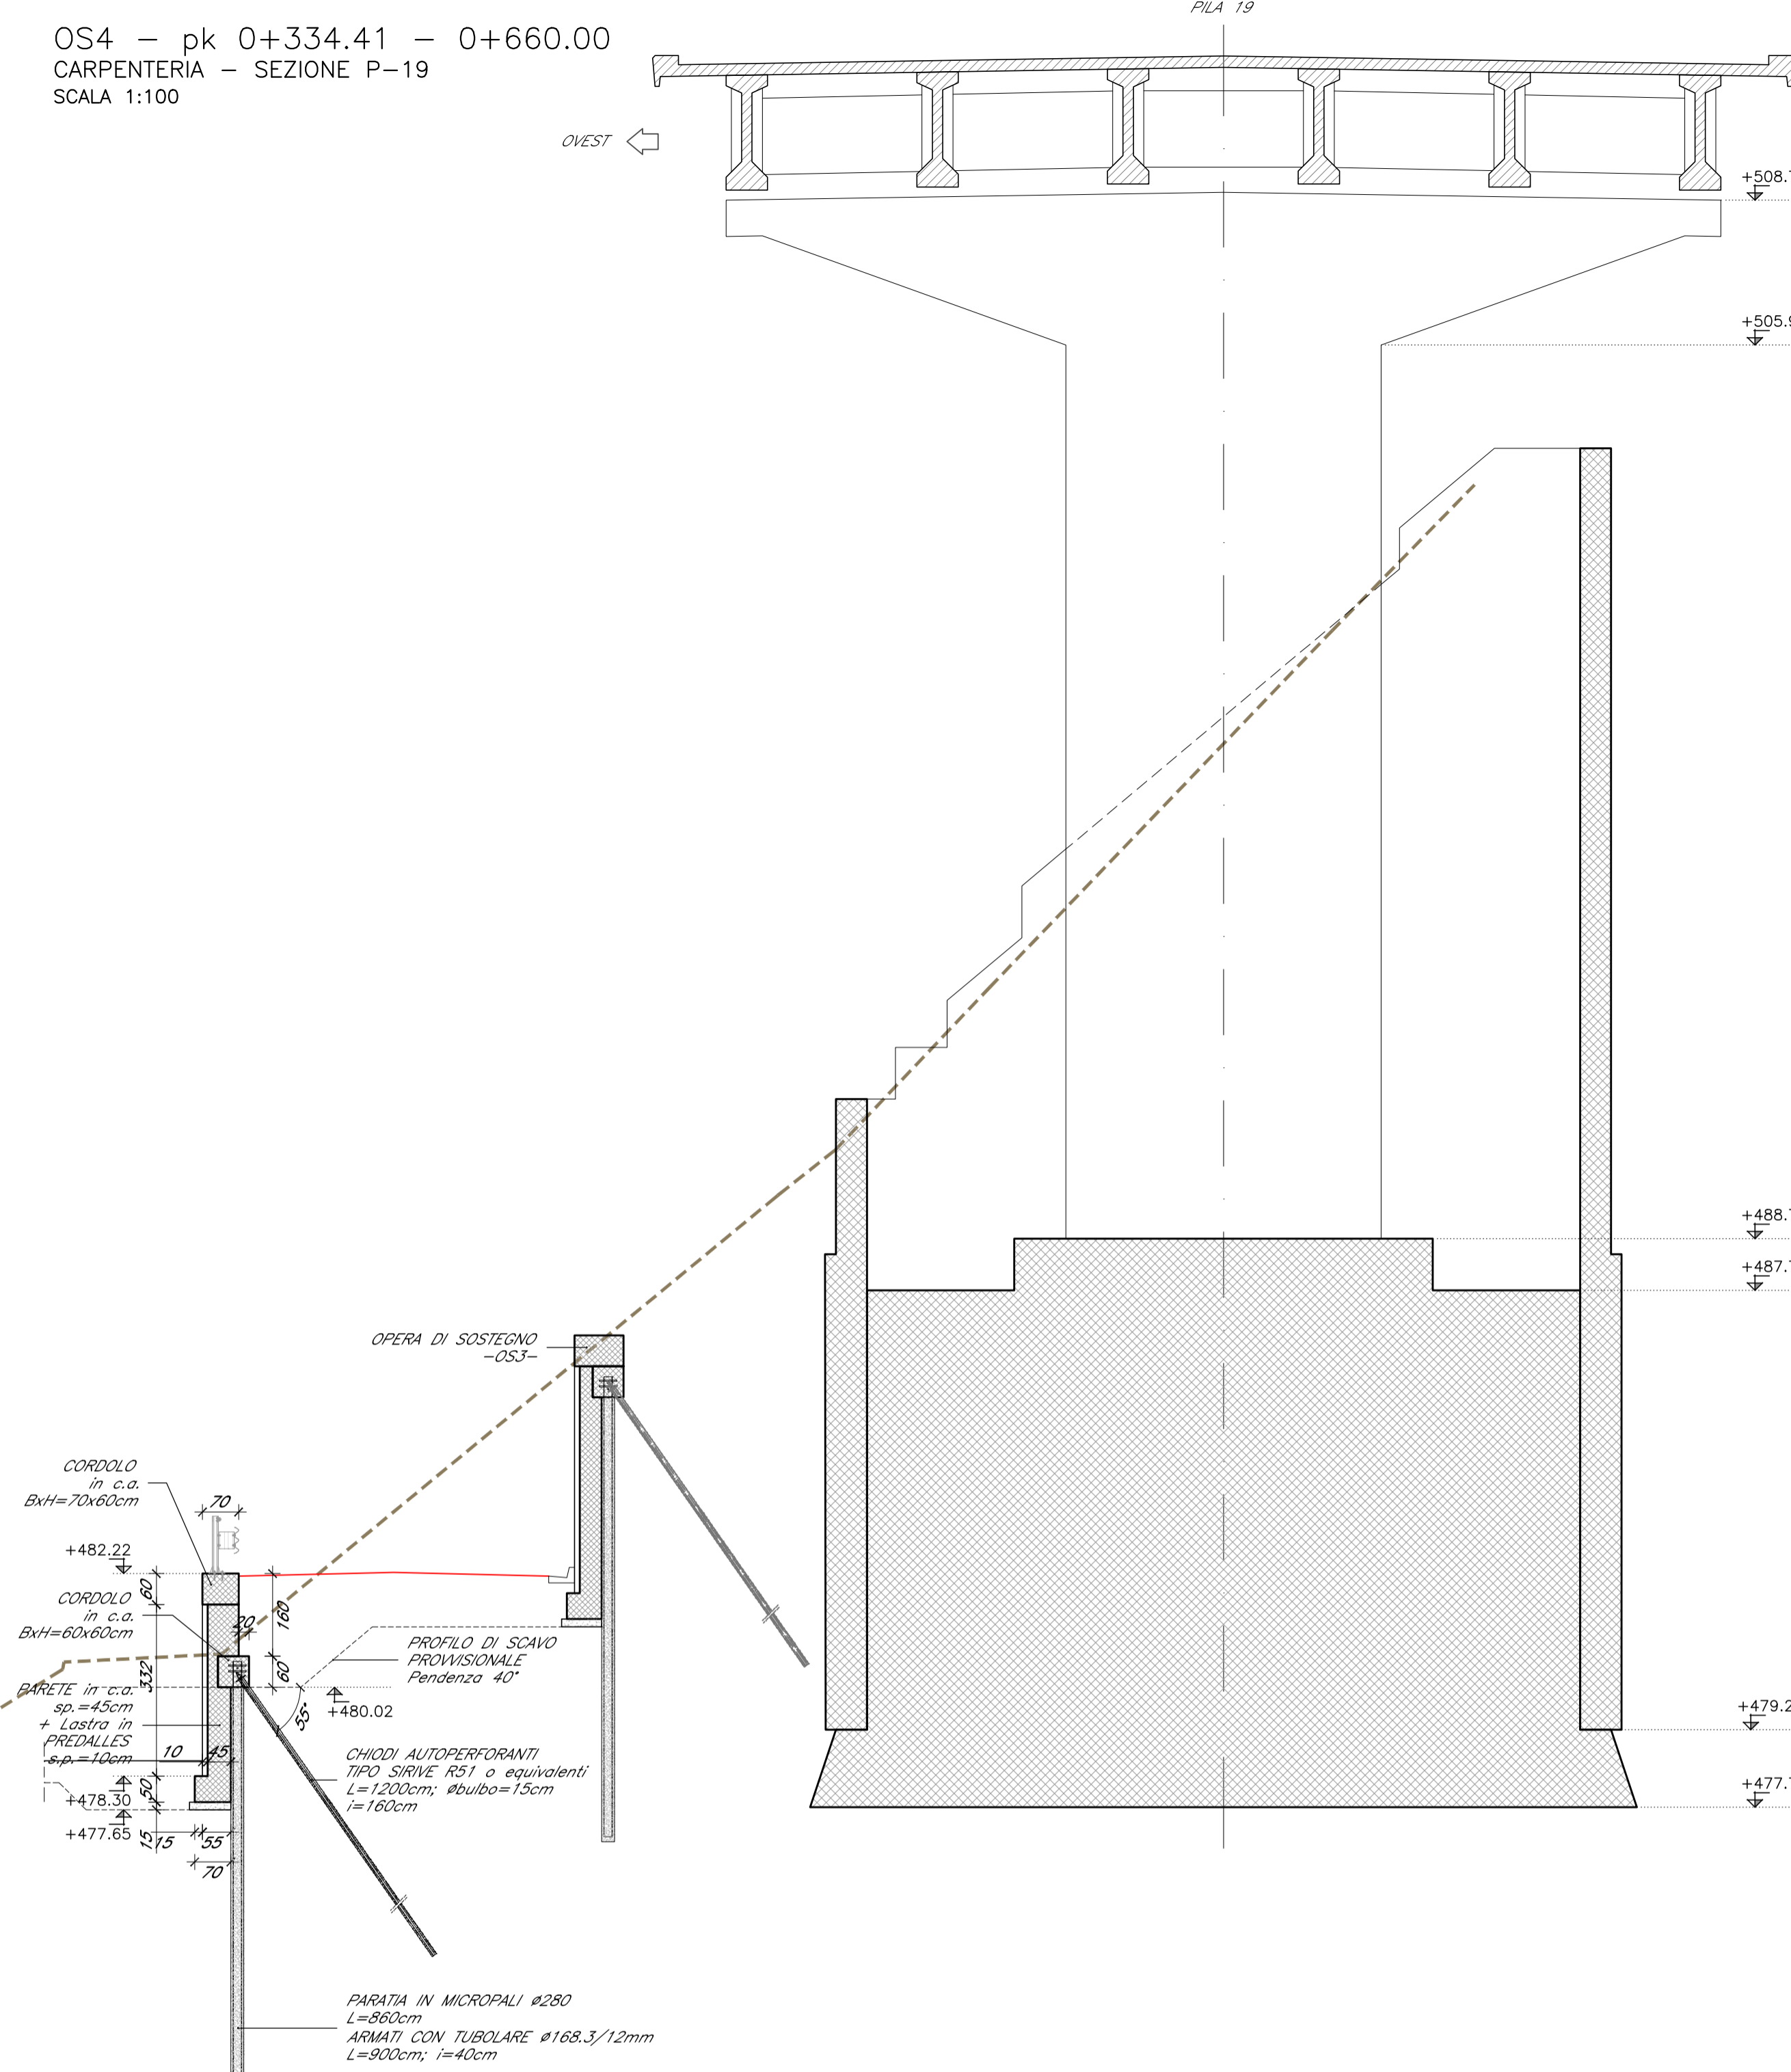 PILA 19
OS4 - pk 0+334.41 - 0+660.00
CARPENTERIA - SEZIONE P-19
SCALA 1:100
OVEST
+508.7
+505.9
+488.7
+487.7
OPERA DI SOSTEGNO
-OS3-
CORDOLO
in c.a.
BxH=70x60cm
70
+482.22
60
CORDOLO
in c.a.
BxH=60x60cm
20
160
60
332
PROFILO DI SCAVO
PROVVISIONALE
Pendenza 40°
PARETE in c.a.
sp.=45cm
+ Lastra in
PREDALLES
s.p.=10cm
10
45
55°
+480.02
+479.2
CHIODI AUTOPERFORANTI
TIPO SIRIVE R51 o equivalenti
L=1200cm; øbulbo=15cm
i=160cm
50
+478.30
+477.65
+477.7
15
15
55
70
PARATIA IN MICROPALI ø280
L=860cm
ARMATI CON TUBOLARE ø168.3/12mm
L=900cm; i=40cm